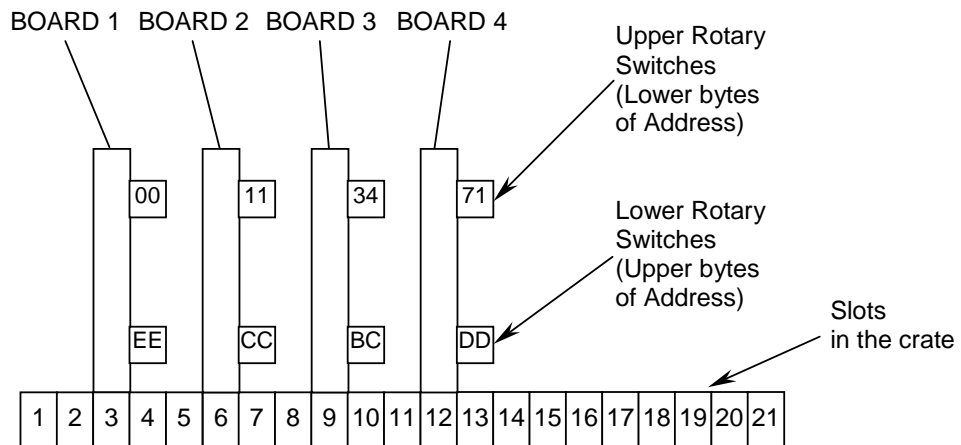 BOARD 1 BOARD 2 BOARD 3 BOARD 4
Upper Rotary
Switches
(Lower bytes
of Address)
00 11 34 71
Lower Rotary
Switches
(Upper bytes
of Address)
EE CC BC DD
Slots
in the crate
1 2 3 4 5 6 7 8 9 10 11 12 13 14 15 16 17 18 19 20 21